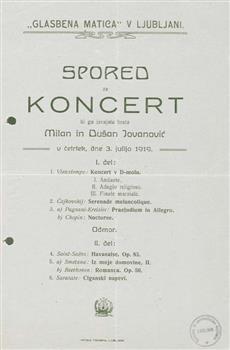 „GLASBENA MATICA" V LJUBLJANI.
SPORED
za
KONCERT
ki ga izvajata brata
Milan in Dušan Jovanović
v četrtek, dne 3. julija 1919.
I. del:
1. Vieuxtemps: Koncert v D-molu.
I. Andante.
II. Adagio religioso.
III. Finale marziale.
2. Čajkovskij: Serenade melancolique.
3. a) Pugnani-Kreisler: Praeludium in Allegro.
b) Chopin: Nocturne.
Odmor.
II. del:
4. Saint-Saëns: Havanaise, Op. 83.
5. a) Smetana: Iz moje domovine, II.
b) Beethoven: Romanca, Op. 50.
6. Sarasate: Ciganski napevi.